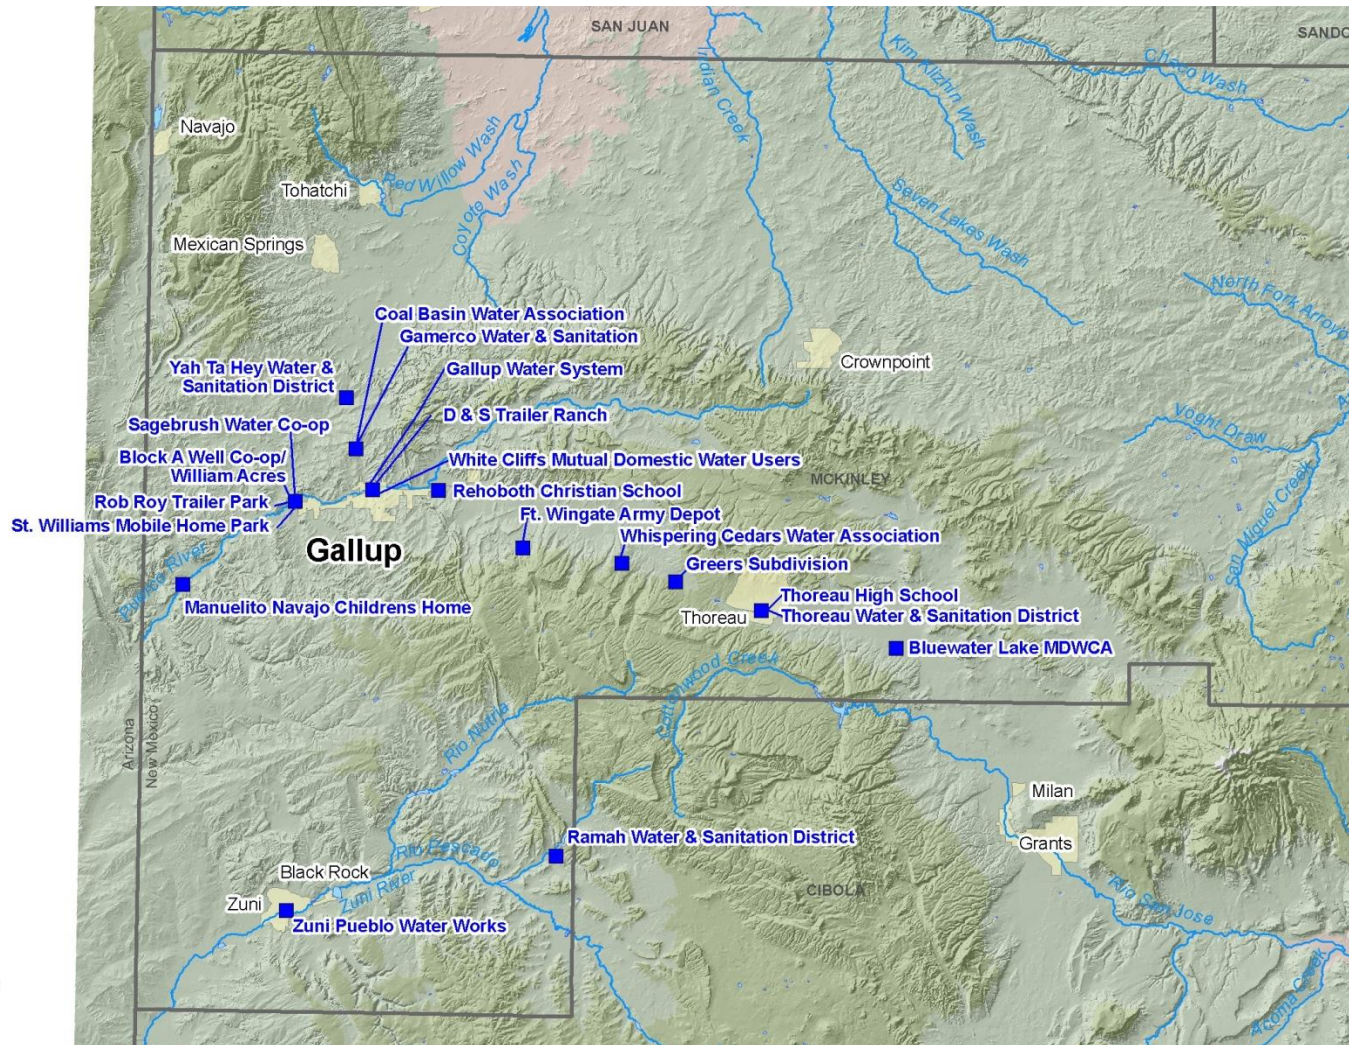 SAN JUAN
SANDO
Indian Creek
Kim Klizhin Wash
Chaco Wash
Navajo
Red Willow Wash
Tohatchi
Coyote Wash
Seven Lakes Wash
Mexican Springs
North Fork Arroyo
Coal Basin Water Association
Gamerco Water & Sanitation
Crownpoint
Yah Ta Hey Water &
Sanitation District
Gallup Water System
D & S Trailer Ranch
Sagebrush Water Co-op
Voght Draw
Block A Well Co-op/
William Acres
White Cliffs Mutual Domestic Water Users
MCKINLEY
Rob Roy Trailer Park
Rehoboth Christian School
St. Williams Mobile Home Park
Ft. Wingate Army Depot
Whispering Cedars Water Association
San Miguel Creek
Gallup
Greers Subdivision
Puerco River
Manuelito Navajo Childrens Home
Thoreau High School
Thoreau
Thoreau Water & Sanitation District
Bluewater Lake MDWCA
Cottonwood Creek
Rio Nutria
Arizona
New Mexico
Milan
Ramah Water & Sanitation District
Grants
Rio Pescado
Black Rock
Zuni River
CIBOLA
Zuni
Rio San Jose
Zuni Pueblo Water Works
Acoma Creek